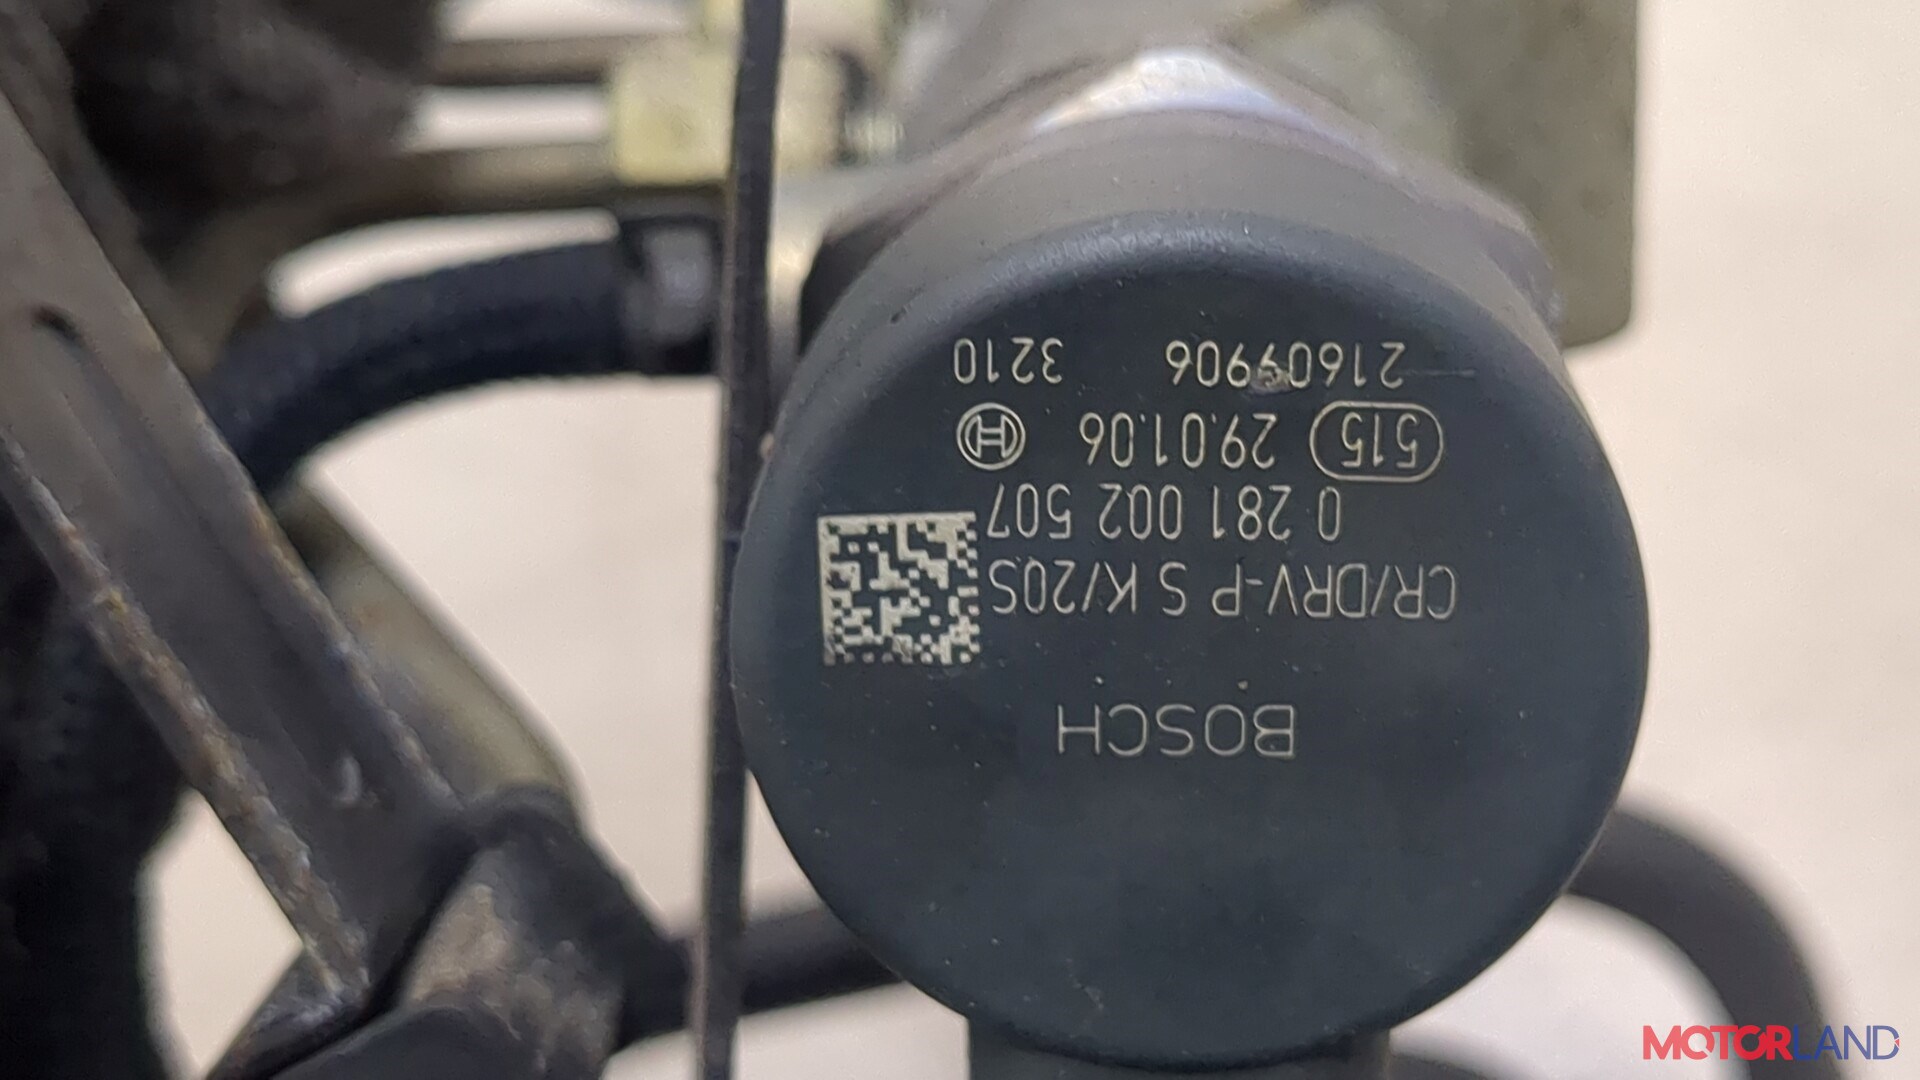 BOSCH
CR/DRV-P S K/20S
0 281 002 507
515 29.01.06
21609906 3210
MOTORLAND